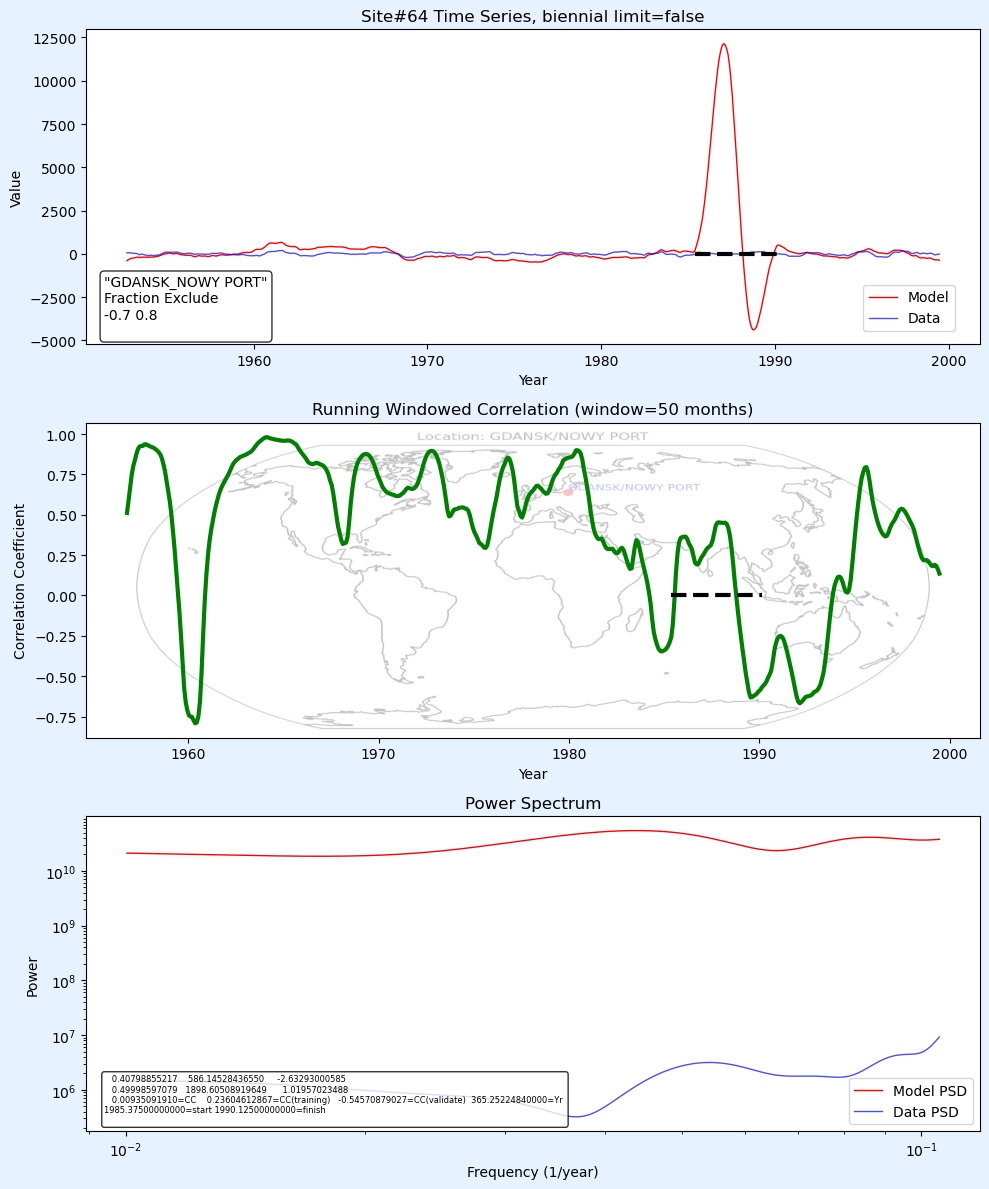 Site#64 Time Series, biennial limit=false
12500
10000
7500
5000
2500
0
−2500
−5000
Value
"GDANSK_NOWY PORT"
Fraction Exclude
-0.7 0.8
Model
Data
1960
1970
1980
1990
2000
Year
Running Windowed Correlation (window=50 months)
Location: GDANSK/NOWY PORT
GDANSK/NOWY PORT
1.00
0.75
0.50
0.25
0.00
−0.25
−0.50
−0.75
Correlation Coefficient
1960
1970
1980
1990
2000
Year
Power Spectrum
10^10
10^9
10^8
10^7
10^6
Power
0.40798855217 586.14528436550 -2.63293000585
0.49998597079 1898.60508919649 1.01957023488
0.00935091910=CC 0.23604612867=CC(training) -0.54570879027=CC(validate) 365.25224840000=Yr
1985.37500000000=start 1990.12500000000=finish
Model PSD
Data PSD
10^−2
10^−1
Frequency (1/year)